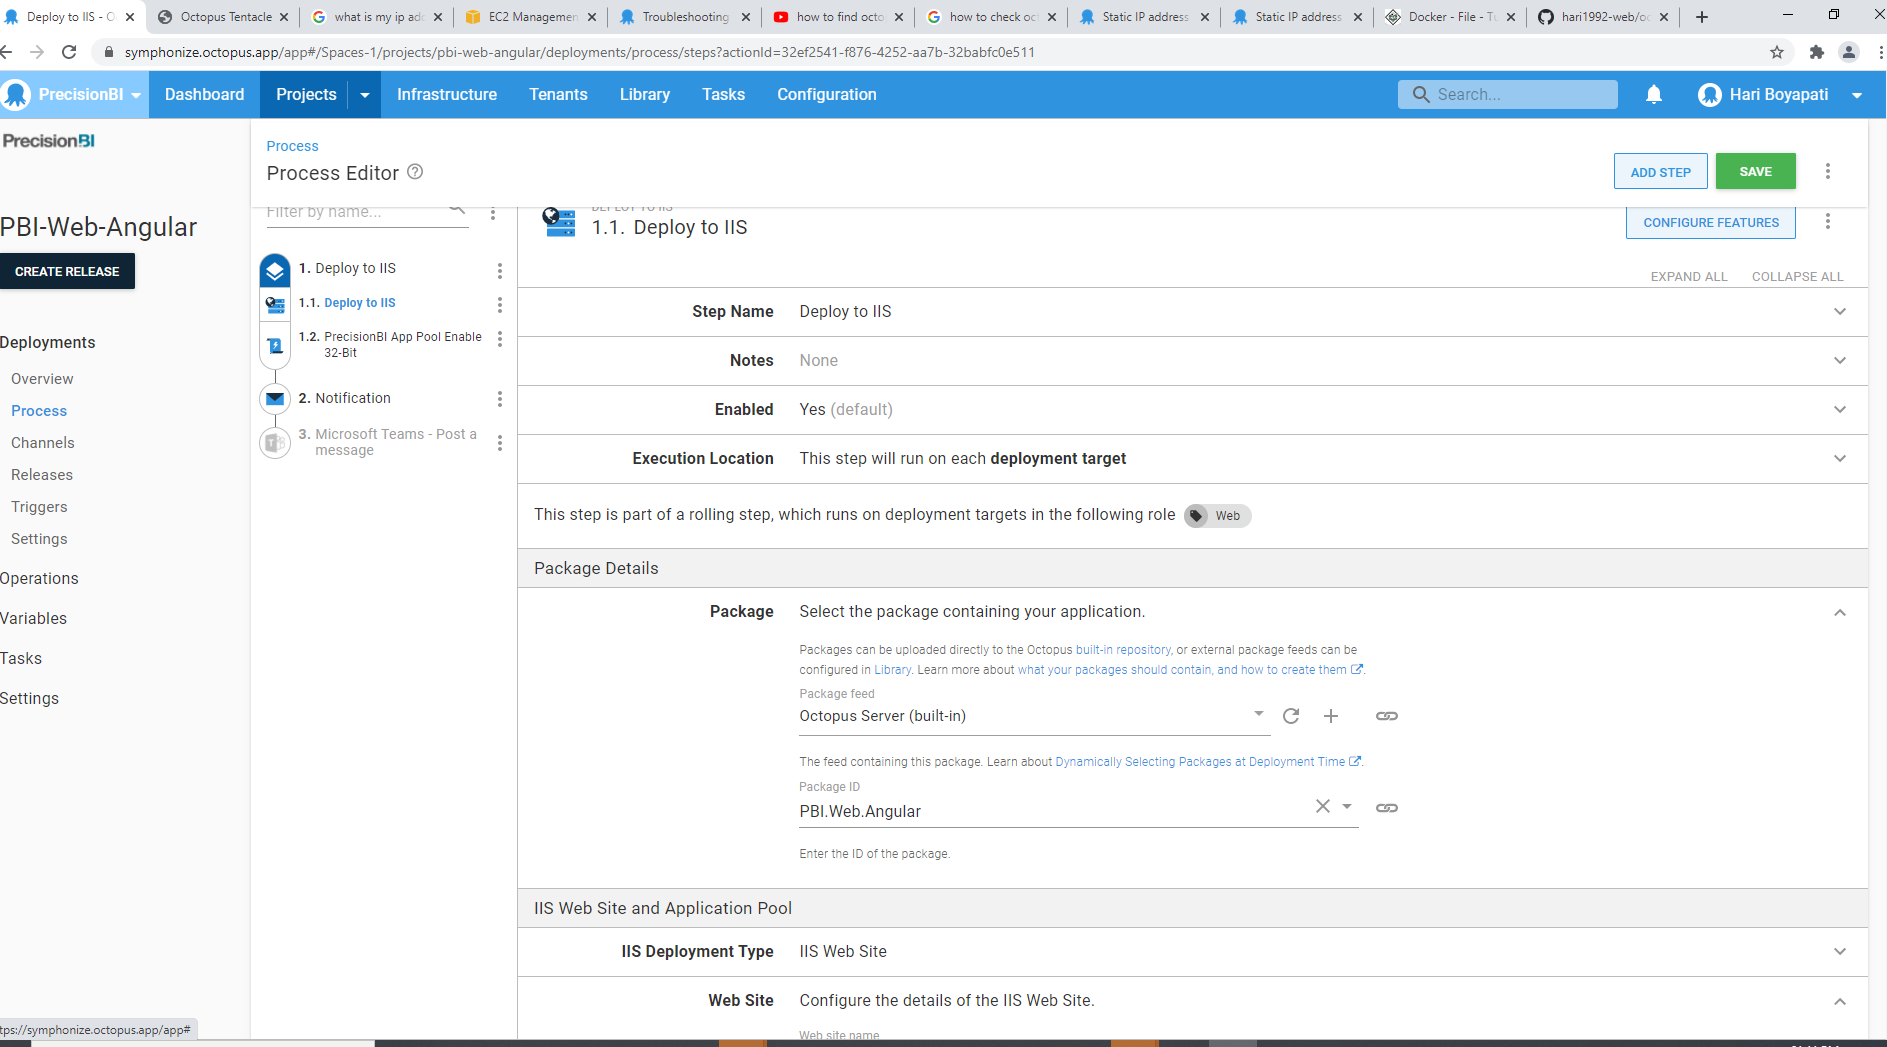 Deploy to IIS - O
Octopus Tentacle
what is my ip add
EC2 Managemen
Troubleshooting
how to find octo
how to check oct
Static IP address
Static IP address
Docker - File - Tu
hari1992-web/oc
symphonize.octopus.app/app#/Spaces-1/projects/pbi-web-angular/deployments/process/steps?actionId=32ef2541-f876-4252-aa7b-32babfc0e511
PrecisionBI
Dashboard
Projects
Infrastructure
Tenants
Library
Tasks
Configuration
Search...
Hari Boyapati
PrecisionBI
PBI-Web-Angular
CREATE RELEASE
Deployments
Overview
Process
Channels
Releases
Triggers
Settings
Operations
Variables
Tasks
Settings
Process
Process Editor
ADD STEP
SAVE
Filter by name...
1. Deploy to IIS
1.1. Deploy to IIS
1.2. PrecisionBI App Pool Enable
32-Bit
2. Notification
3. Microsoft Teams - Post a
message
DEPLOY TO IIS
1.1. Deploy to IIS
CONFIGURE FEATURES
EXPAND ALL
COLLAPSE ALL
Step Name Deploy to IIS
Notes None
Enabled Yes (default)
Execution Location This step will run on each deployment target
This step is part of a rolling step, which runs on deployment targets in the following role Web
Package Details
Package Select the package containing your application.
Packages can be uploaded directly to the Octopus built-in repository, or external package feeds can be
configured in Library. Learn more about what your packages should contain, and how to create them.
Package feed
Octopus Server (built-in)
The feed containing this package. Learn about Dynamically Selecting Packages at Deployment Time.
Package ID
PBI.Web.Angular
Enter the ID of the package.
IIS Web Site and Application Pool
IIS Deployment Type IIS Web Site
Web Site Configure the details of the IIS Web Site.
Web site name
tps://symphonize.octopus.app/app#